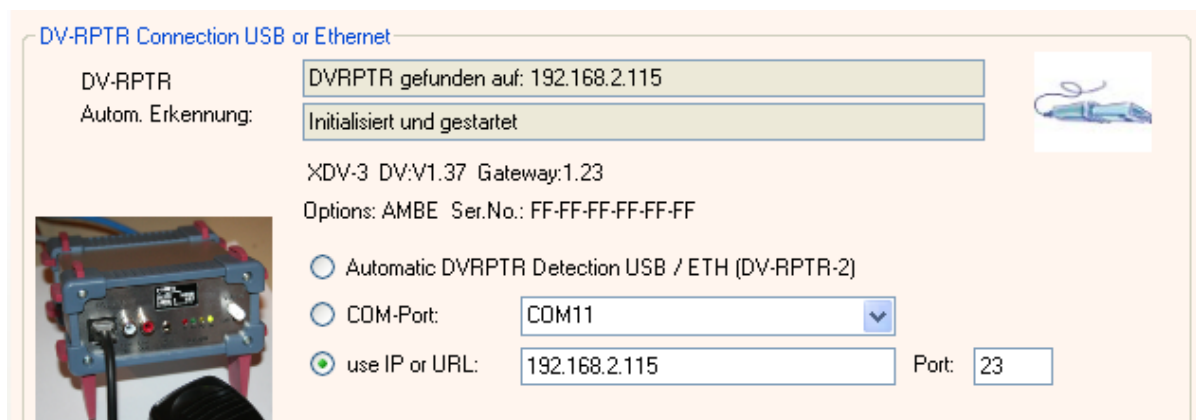 DV-RPTR Connection USB or Ethernet
DV-RPTR
DVRPTR gefunden auf: 192.168.2.115
Autom. Erkennung:
Initialisiert und gestartet
XDV-3 DV:V1.37 Gateway:1.23
Options: AMBE Ser.No.: FF-FF-FF-FF-FF-FF
Automatic DVRPTR Detection USB / ETH (DV-RPTR-2)
COM-Port: COM11
use IP or URL: 192.168.2.115 Port: 23